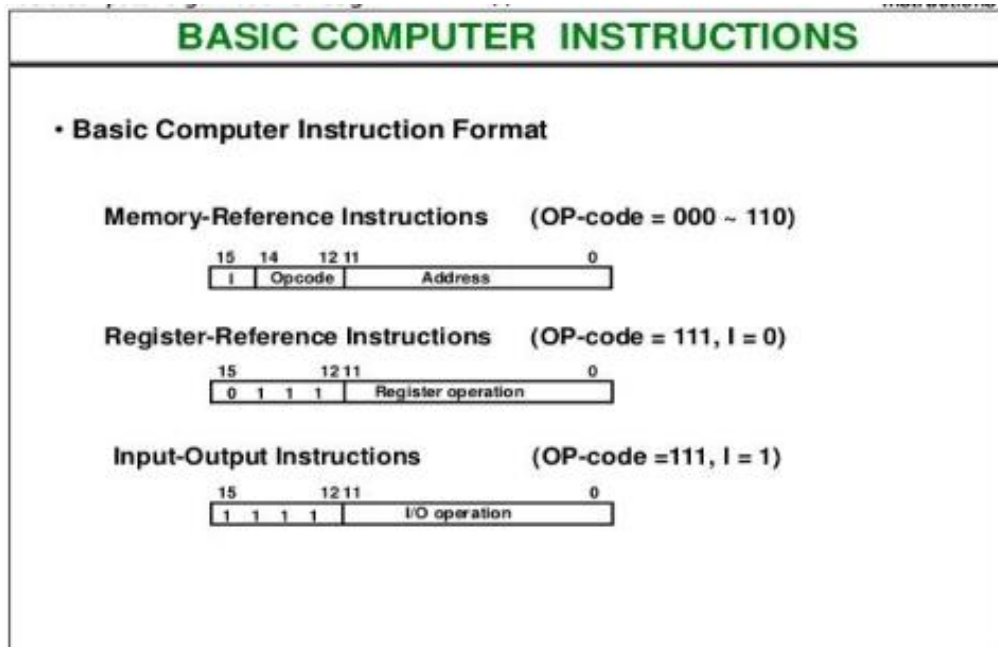 BASIC COMPUTER INSTRUCTIONS
• Basic Computer Instruction Format
Memory-Reference Instructions (OP-code = 000 ~ 110)
15 14 12 11 0
I Opcode Address
Register-Reference Instructions (OP-code = 111, I = 0)
15 12 11 0
0 1 1 1 Register operation
Input-Output Instructions (OP-code =111, I = 1)
15 12 11 0
1 1 1 1 I/O operation